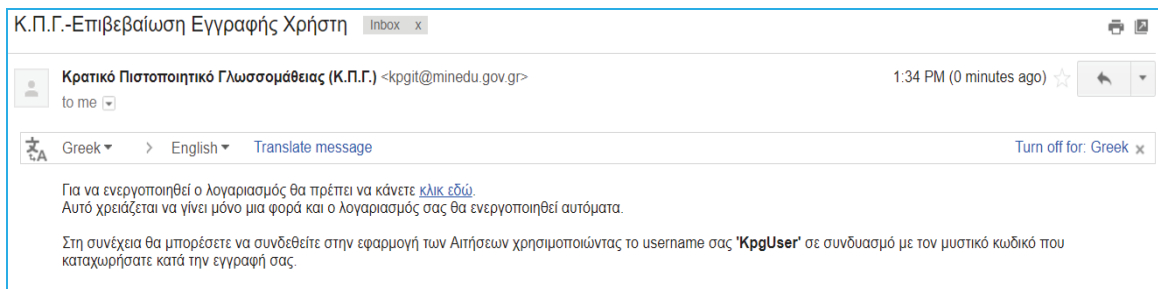 Κ.Π.Γ.-Επιβεβαίωση Εγγραφής Χρήστη Inbox x
Κρατικό Πιστοποιητικό Γλωσσομάθειας (Κ.Π.Γ.) <kpgit@minedu.gov.gr> 1:34 PM (0 minutes ago)
to me
Greek > English Translate message Turn off for: Greek x
Για να ενεργοποιηθεί ο λογαριασμός θα πρέπει να κάνετε κλικ εδώ.
Αυτό χρειάζεται να γίνει μόνο μια φορά και ο λογαριασμός σας θα ενεργοποιηθεί αυτόματα.
Στη συνέχεια θα μπορέσετε να συνδεθείτε στην εφαρμογή των Αιτήσεων χρησιμοποιώντας το username σας 'KpgUser' σε συνδυασμό με τον μυστικό κωδικό που
καταχωρήσατε κατά την εγγραφή σας.